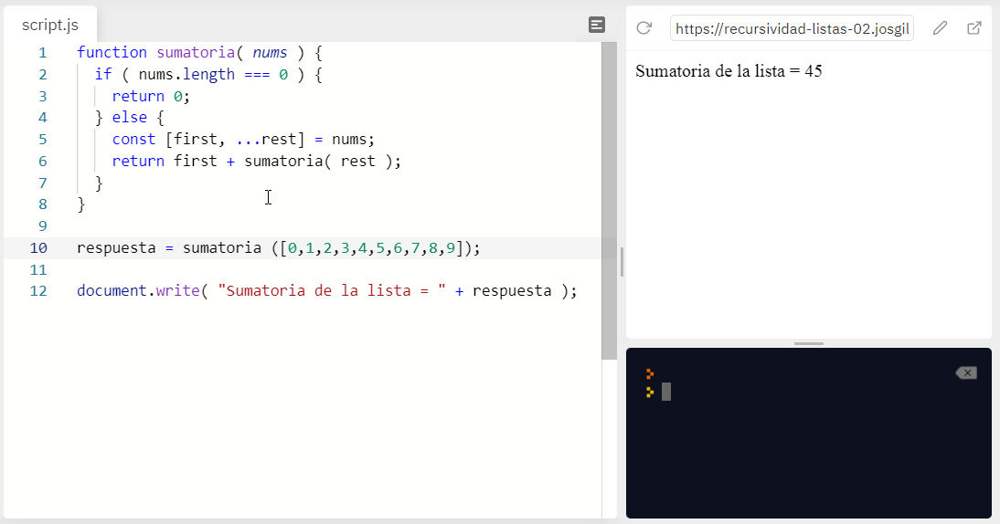 script.js
1 function sumatoria( nums ) {
2 if ( nums.length === 0 ) {
3 return 0;
4 } else {
5 const [first, ...rest] = nums;
6 return first + sumatoria( rest );
7 }
8 }
9
10 respuesta = sumatoria ([0,1,2,3,4,5,6,7,8,9]);
11
12 document.write( "Sumatoria de la lista = " + respuesta );
https://recursividad-listas-02.josgil
Sumatoria de la lista = 45